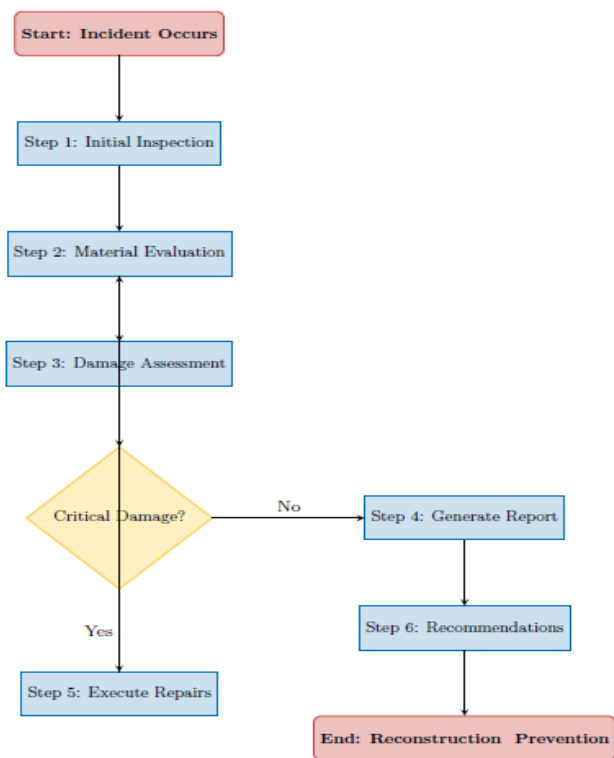 Start: Incident Occurs
Step 1: Initial Inspection
Step 2: Material Evaluation
Step 3: Damage Assessment
Critical Damage?
No
Step 4: Generate Report
Step 6: Recommendations
Yes
Step 5: Execute Repairs
End: Reconstruction Prevention